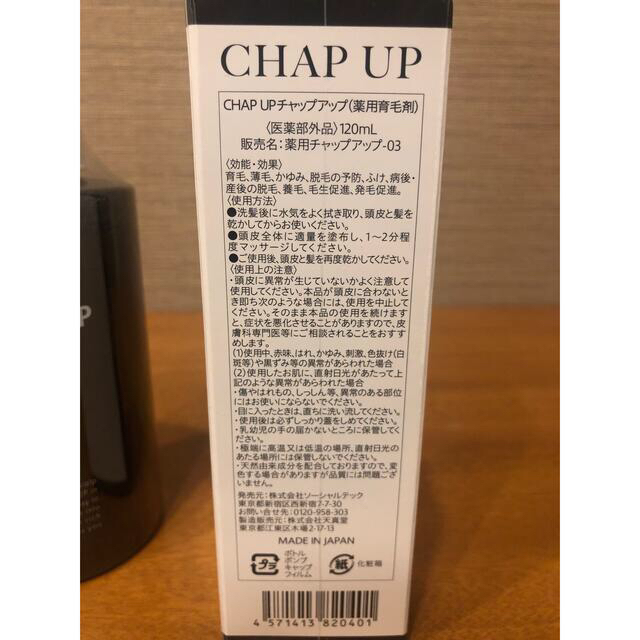 CHAP UP
CHAP UPチャップアップ(薬用育毛剤)
〈医薬部外品〉120mL
販売名:薬用チャップアップ-03
〈効能・効果〉
育毛、薄毛、かゆみ、脱毛の予防、ふけ、病後・
産後の脱毛、養毛、毛生促進、発毛促進。
〈使用方法〉
●洗髪後に水気をよく拭き取り、頭皮と髪を
乾かしてからお使いください。
●頭皮全体に適量を塗布し、1〜2分程
度マッサージしてください。
●ご使用後、頭皮と髪を再度乾かしてください。
〈使用上の注意〉
・頭皮に異常が生じていないかよく注意して
使用してください。本品が頭皮に合わないと
き即ち次のような場合には、使用を中止して
ください。そのまま本品の使用を続けます
と、症状を悪化させることがありますので、皮
膚科専門医等にご相談されることをおすす
めします。
(1)使用中、赤味、はれ、かゆみ、刺激、色抜け(白
斑等)や黒ずみ等の異常があらわれた場合
(2)使用したお肌に、直射日光があたって上
記のような異常があらわれた場合
・傷やはれもの、しっしん等、異常のある部位
にはお使いにならないでください。
・目に入ったときは、直ちに洗い流してください。
・使用後は必ずしっかり蓋をしめてください。
・乳幼児の手の届かないところに保管してく
ださい。
・極端に高温又は低温の場所、直射日光の
あたる場所には保管しないでください。
・天然由来成分を配合しておりますので、変
色する場合がありますが品質には問題ござ
いません。
発売元:株式会社ソーシャルテック
東京都新宿区西新宿7-7-30
お問い合せ先:0120-958-303
製造販売元:株式会社天真堂
東京都江東区木場2-17-13
MADE IN JAPAN
プラ
ボトル
ポンプ
キャップ
フィルム
紙
化粧箱
4 571413 820401
P